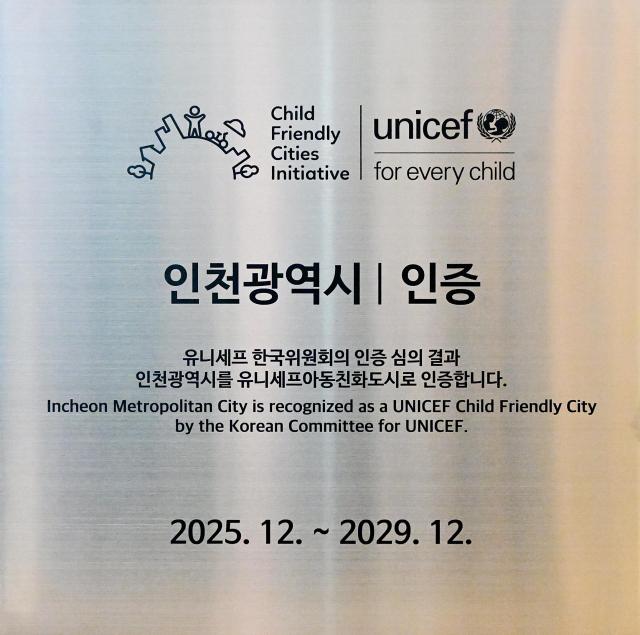 Child
Friendly
Cities
Initiative
unicef
for every child
인천광역시 | 인증
유니세프 한국위원회의 인증 심의 결과
인천광역시를 유니세프아동친화도시로 인증합니다.
Incheon Metropolitan City is recognized as a UNICEF Child Friendly City
by the Korean Committee for UNICEF.
2025. 12. ~ 2029. 12.